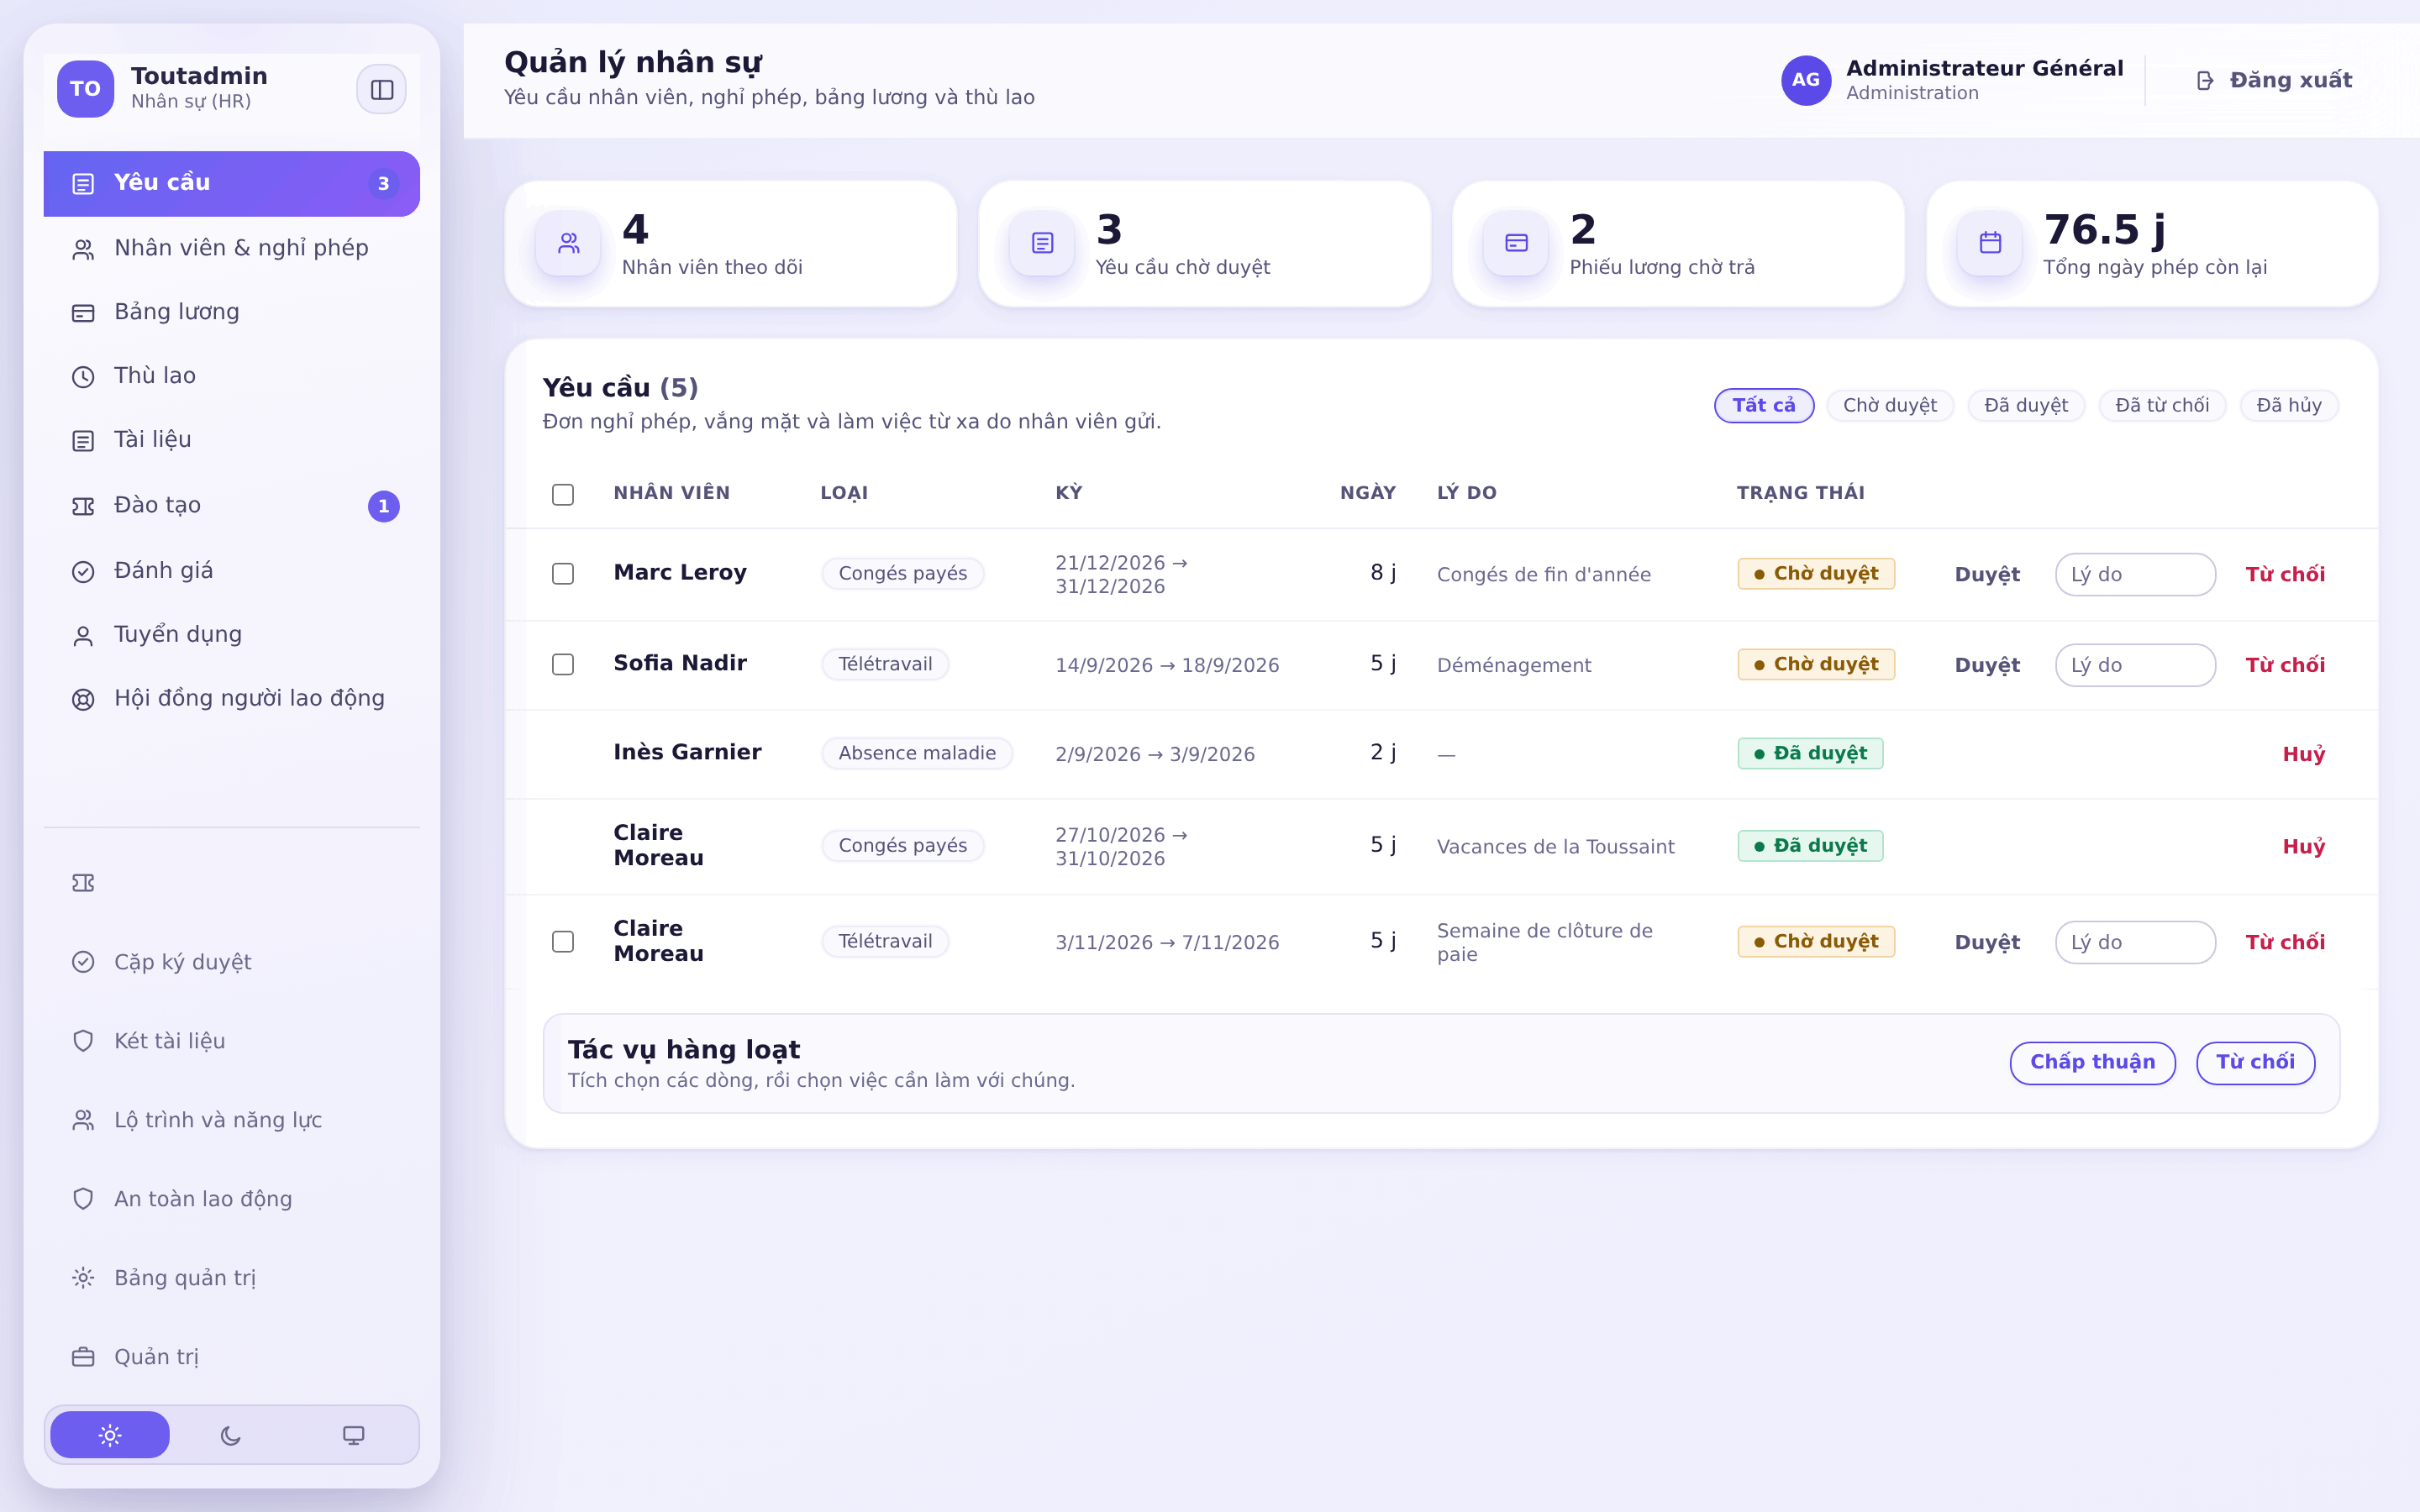 TO
Toutadmin
Nhân sự (HR)
Yêu cầu 3
Nhân viên & nghỉ phép
Bảng lương
Thù lao
Tài liệu
Đào tạo 1
Đánh giá
Tuyển dụng
Hội đồng người lao động
Cặp ký duyệt
Két tài liệu
Lộ trình và năng lực
An toàn lao động
Bảng quản trị
Quản trị
Quản lý nhân sự
Yêu cầu nhân viên, nghỉ phép, bảng lương và thù lao
AG
Administrateur Général
Administration
Đăng xuất
4
Nhân viên theo dõi
3
Yêu cầu chờ duyệt
2
Phiếu lương chờ trả
76.5 j
Tổng ngày phép còn lại
Yêu cầu (5)
Đơn nghỉ phép, vắng mặt và làm việc từ xa do nhân viên gửi.
Tất cả Chờ duyệt Đã duyệt Đã từ chối Đã hủy
NHÂN VIÊN LOẠI KỲ NGÀY LÝ DO TRẠNG THÁI
Marc Leroy Congés payés 21/12/2026 → 31/12/2026 8 j Congés de fin d'année Chờ duyệt Duyệt Lý do Từ chối
Sofia Nadir Télétravail 14/9/2026 → 18/9/2026 5 j Déménagement Chờ duyệt Duyệt Lý do Từ chối
Inès Garnier Absence maladie 2/9/2026 → 3/9/2026 2 j — Đã duyệt Huỷ
Claire Moreau Congés payés 27/10/2026 → 31/10/2026 5 j Vacances de la Toussaint Đã duyệt Huỷ
Claire Moreau Télétravail 3/11/2026 → 7/11/2026 5 j Semaine de clôture de paie Chờ duyệt Duyệt Lý do Từ chối
Tác vụ hàng loạt
Tích chọn các dòng, rồi chọn việc cần làm với chúng.
Chấp thuận Từ chối